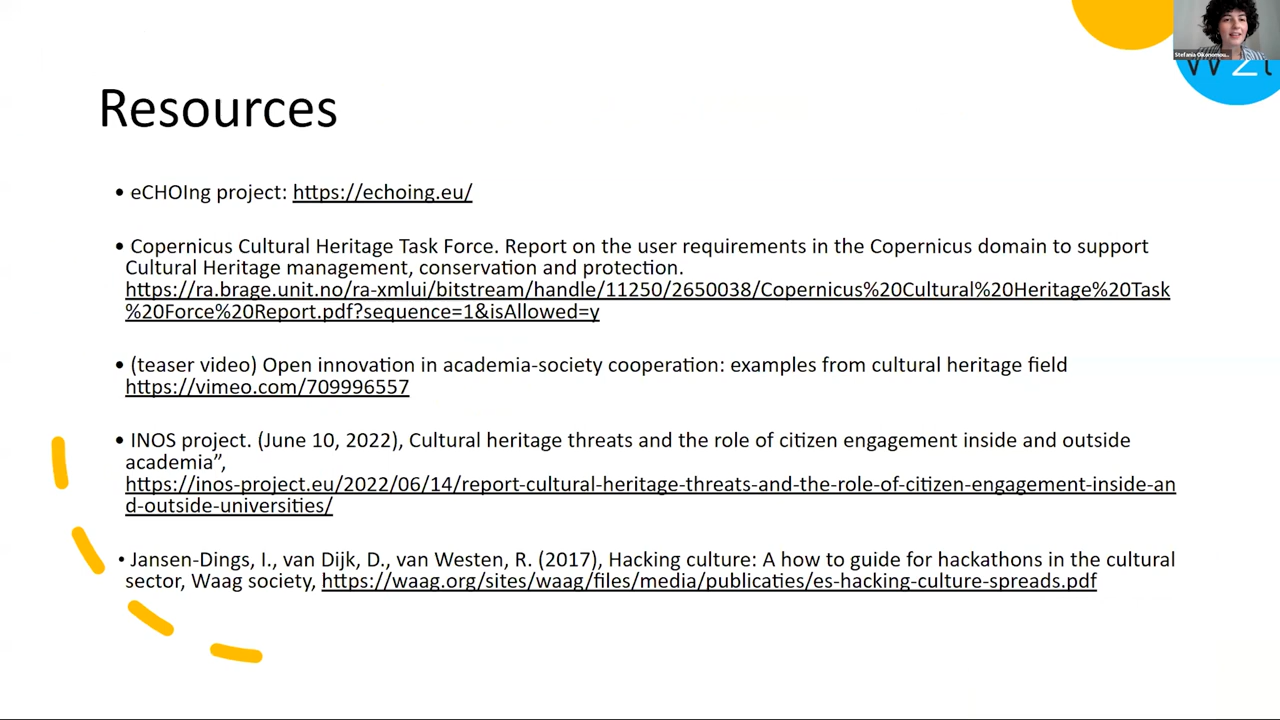 Stefania Oikonomou...
w2l
Resources
• eCHOIng project: https://echoing.eu/
• Copernicus Cultural Heritage Task Force. Report on the user requirements in the Copernicus domain to support
Cultural Heritage management, conservation and protection.
https://ra.brage.unit.no/ra-xmlui/bitstream/handle/11250/2650038/Copernicus%20Cultural%20Heritage%20Task
%20Force%20Report.pdf?sequence=1&isAllowed=y
• (teaser video) Open innovation in academia-society cooperation: examples from cultural heritage field
https://vimeo.com/709996557
• INOS project. (June 10, 2022), Cultural heritage threats and the role of citizen engagement inside and outside
academia”,
https://inos-project.eu/2022/06/14/report-cultural-heritage-threats-and-the-role-of-citizen-engagement-inside-an
d-outside-universities/
• Jansen-Dings, I., van Dijk, D., van Westen, R. (2017), Hacking culture: A how to guide for hackathons in the cultural
sector, Waag society, https://waag.org/sites/waag/files/media/publicaties/es-hacking-culture-spreads.pdf